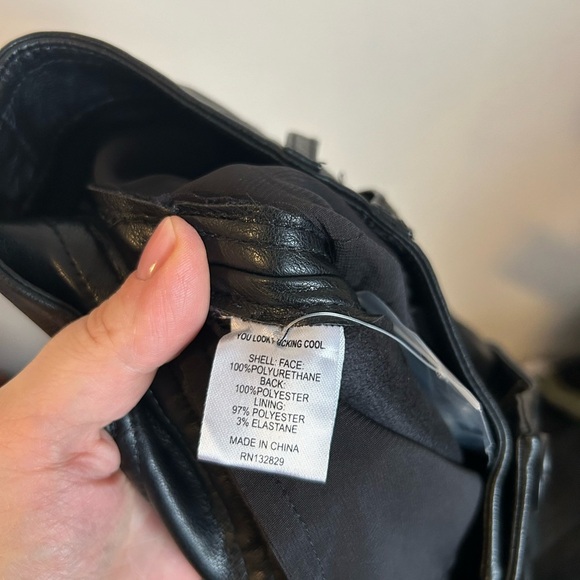 YOU LOOK CKING COOL
SHELL: FACE:
100%POLYURETHANE
BACK:
100%POLYESTER
LINING:
97% POLYESTER
3% ELASTANE
MADE IN CHINA
RN132829